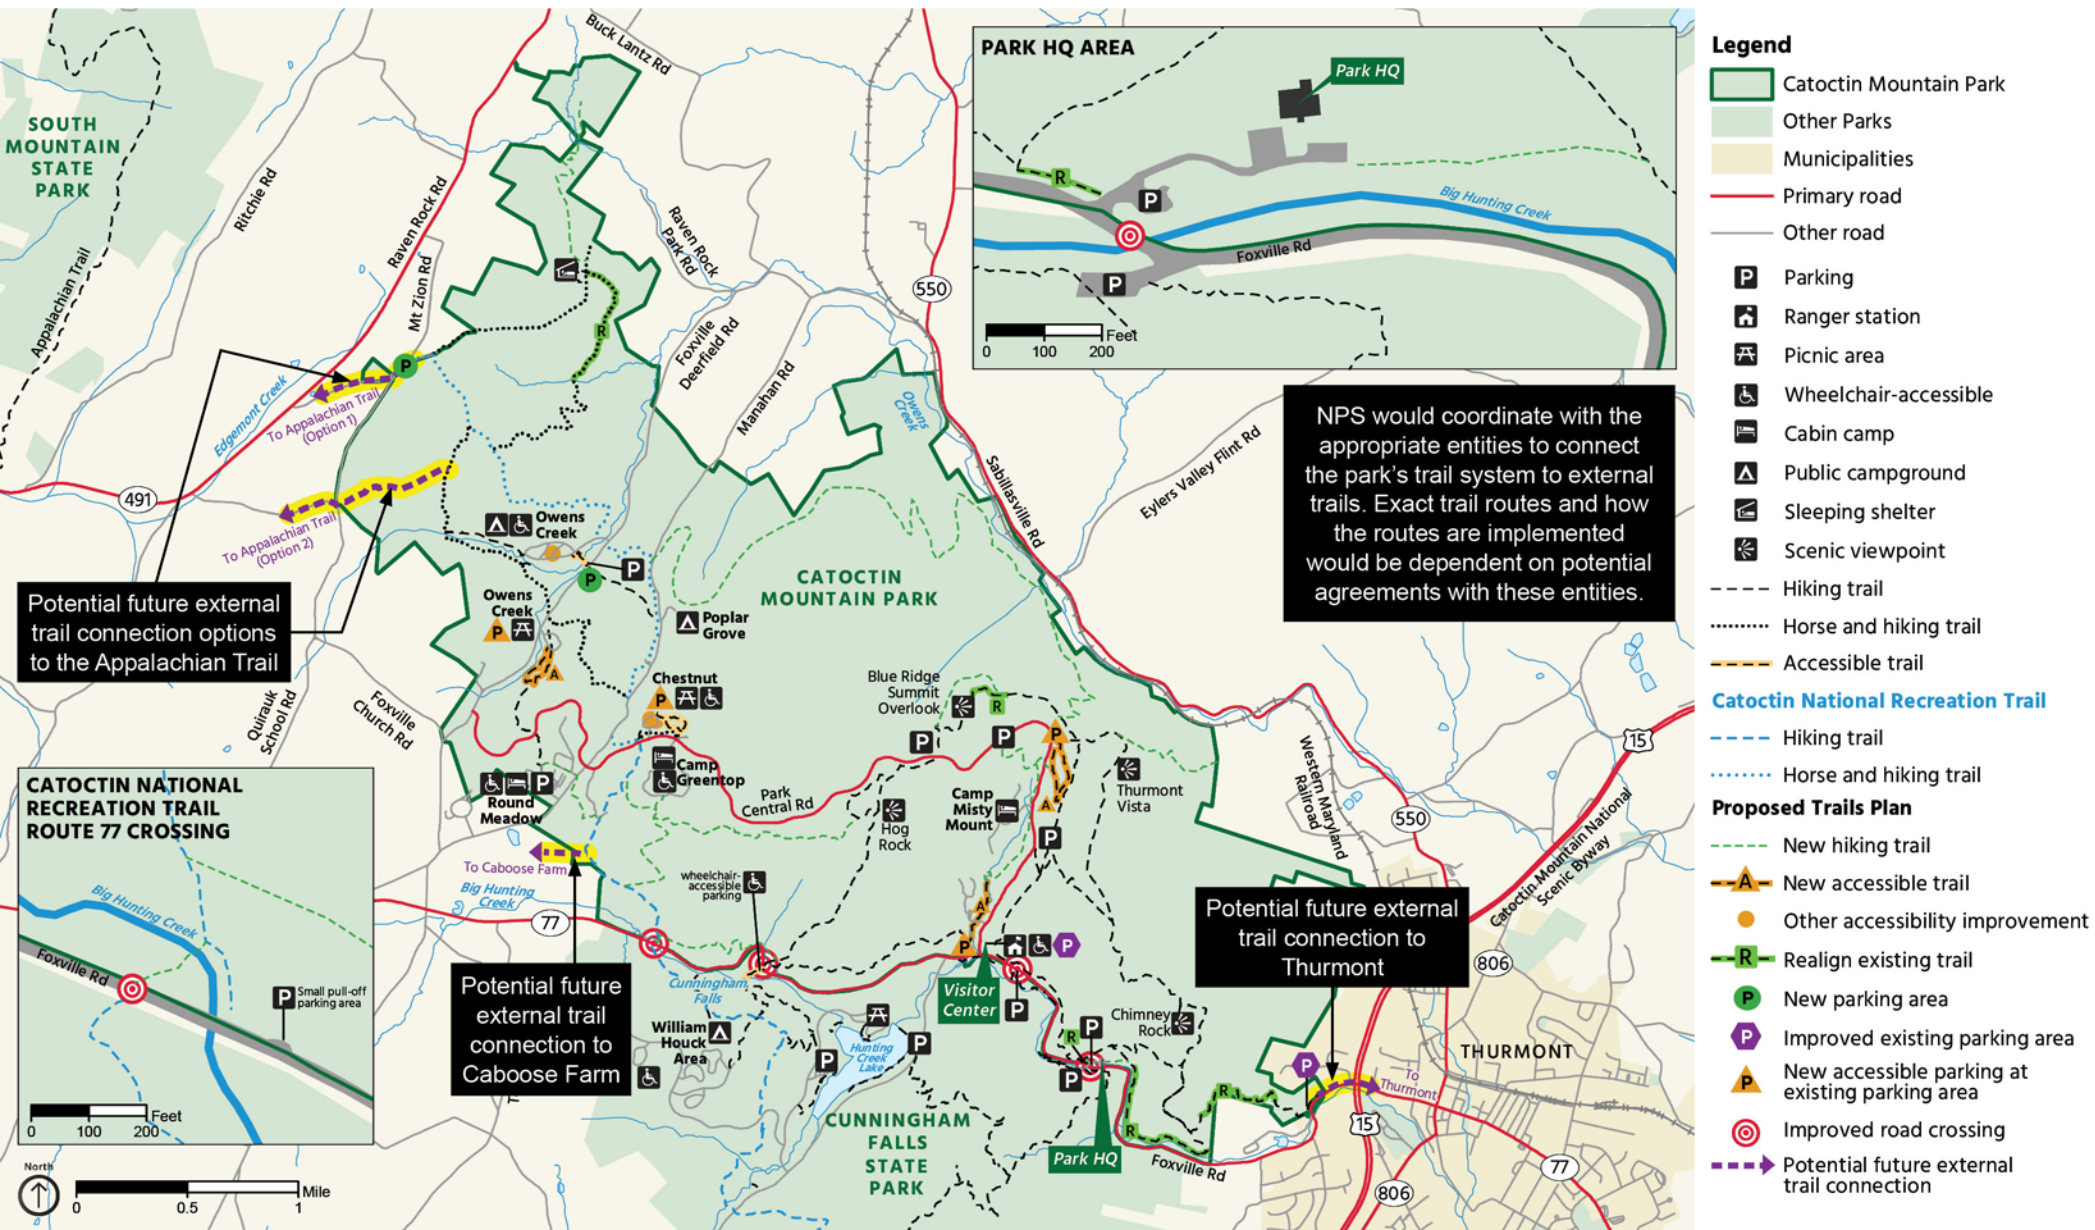 Buck Lantz Rd
SOUTH
MOUNTAIN
STATE
PARK
Ritchie Rd
Appalachian Trail
Raven Rock Rd
Mt Zion Rd
Raven Rock
Park Rd
550
Foxville
Deerfield Rd
Manahan Rd
Edgemont Creek
P
To Appalachian Trail
(Option 1)
R
Owens
Creek
491
To Appalachian Trail
(Option 2)
Sabillasville Rd
Eylers Valley Flint Rd
Potential future external
trail connection options
to the Appalachian Trail
Owens
Creek
P
P
Owens
Creek
P
A
Poplar
Grove
CATOCTIN
MOUNTAIN PARK
Chestnut
P
Quirauk
School Rd
Foxville
Church Rd
Blue Ridge
Summit
Overlook
R
P
P
P
A
Camp
Greentop
Round
Meadow
P
Park
Central Rd
Hog
Rock
Camp
Misty
Mount
P
Thurmont
Vista
Western Maryland
Railroad
550
15
Catoctin Mountain National
Scenic Byway
To Caboose Farm
Big Hunting
Creek
77
wheelchair-
accessible
parking
A
P
P
Potential future external
trail connection to
Thurmont
806
Potential future
external trail
connection to
Caboose Farm
Cunningham
Falls
Visitor
Center
P
William
Houck
Area
Hunting
Creek
Lake
P
P
Chimney
Rock
P
R
P
P
To
Thurmont
THURMONT
R
R
15
CUNNINGHAM
FALLS
STATE
PARK
Park HQ
Foxville Rd
77
806
PARK HQ AREA
Park HQ
R
P
Big Hunting Creek
Foxville Rd
P
Feet
0 100 200
NPS would coordinate with the
appropriate entities to connect
the park's trail system to external
trails. Exact trail routes and how
the routes are implemented
would be dependent on potential
agreements with these entities.
CATOCTIN NATIONAL
RECREATION TRAIL
ROUTE 77 CROSSING
Big Hunting Creek
Foxville Rd
P
Small pull-off
parking area
Feet
0 100 200
North
Mile
0 0.5 1
Legend
Catoctin Mountain Park
Other Parks
Municipalities
Primary road
Other road
P Parking
Ranger station
Picnic area
Wheelchair-accessible
Cabin camp
Public campground
Sleeping shelter
Scenic viewpoint
Hiking trail
Horse and hiking trail
Accessible trail
Catoctin National Recreation Trail
Hiking trail
Horse and hiking trail
Proposed Trails Plan
New hiking trail
A New accessible trail
Other accessibility improvement
R Realign existing trail
P New parking area
P Improved existing parking area
P New accessible parking at
existing parking area
Improved road crossing
Potential future external
trail connection